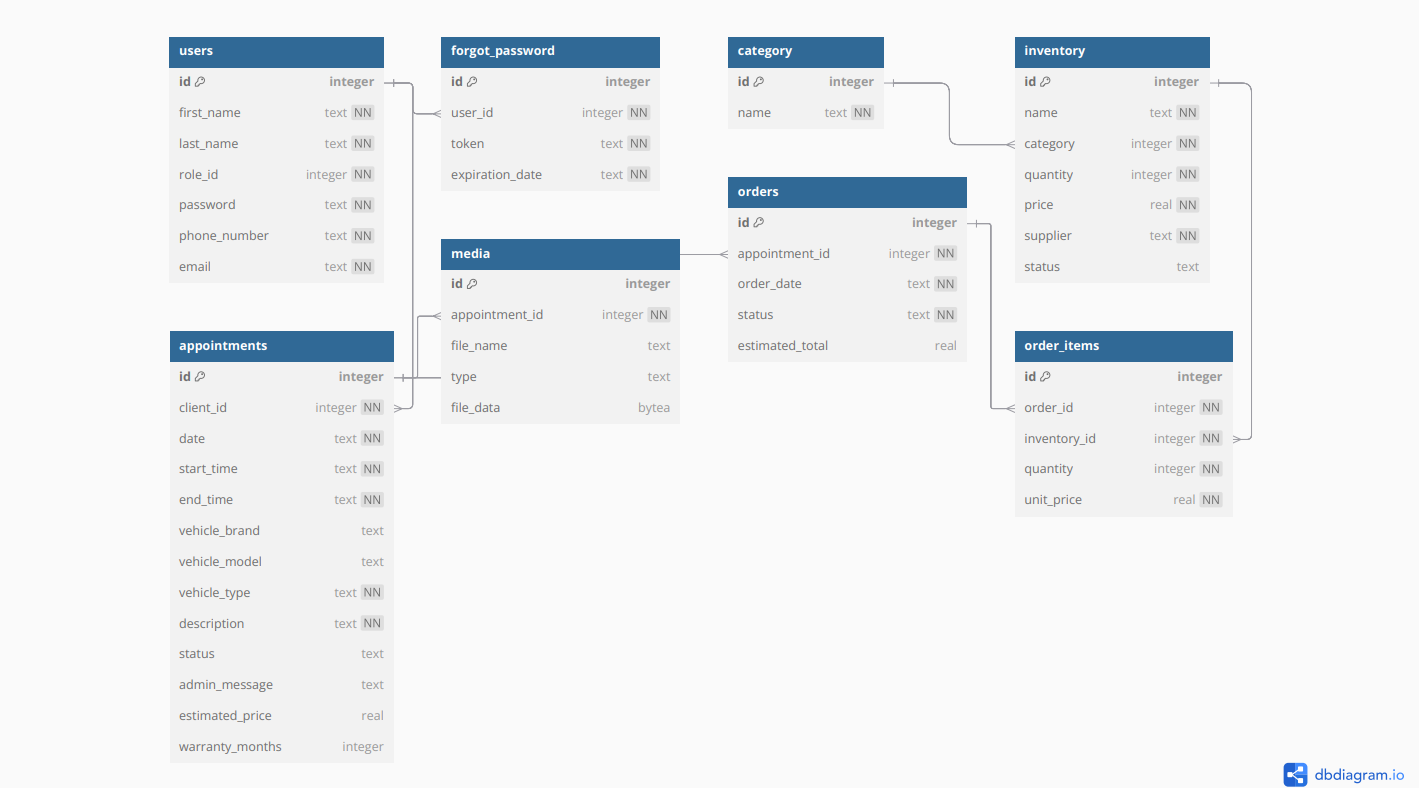 users
id integer
first_name text NN
last_name text NN
role_id integer NN
password text NN
phone_number text NN
email text NN
forgot_password
id integer
user_id integer NN
token text NN
expiration_date text NN
category
id integer
name text NN
inventory
id integer
name text NN
category integer NN
quantity integer NN
price real NN
supplier text NN
status text
media
id integer
appointment_id integer NN
file_name text
type text
file_data bytea
orders
id integer
appointment_id integer NN
order_date text NN
status text NN
estimated_total real
appointments
id integer
client_id integer NN
date text NN
start_time text NN
end_time text NN
vehicle_brand text
vehicle_model text
vehicle_type text NN
description text NN
status text
admin_message text
estimated_price real
warranty_months integer
order_items
id integer
order_id integer NN
inventory_id integer NN
quantity integer NN
unit_price real NN
dbdiagram.io